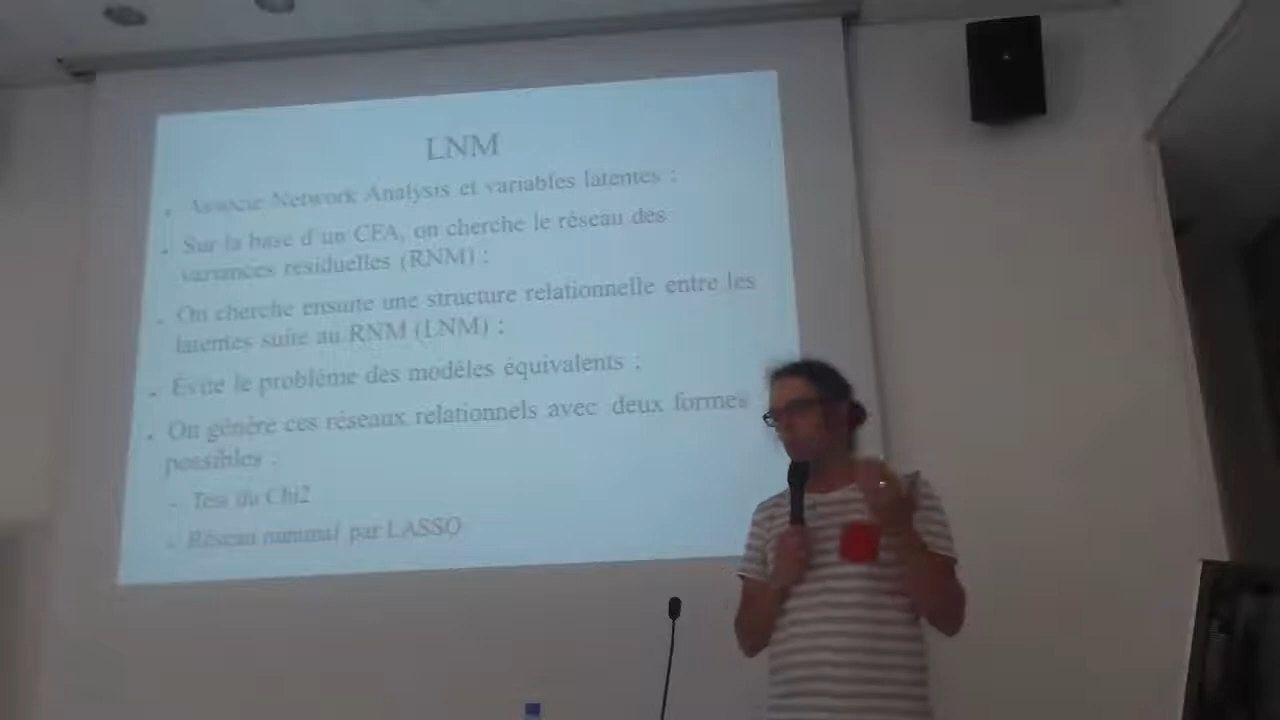 LNM
Associe Network Analysis et variables latentes ;
Sur la base d'un CFA, on cherche le réseau des
variances résiduelles (RNM) ;
On cherche ensuite une structure relationnelle entre les
latentes suite au RNM (LNM) ;
Évite le problème des modèles équivalents ;
On génère ces réseaux relationnels avec deux formes
possibles :
- Test du Chi2
- Réseau minimal par LASSO